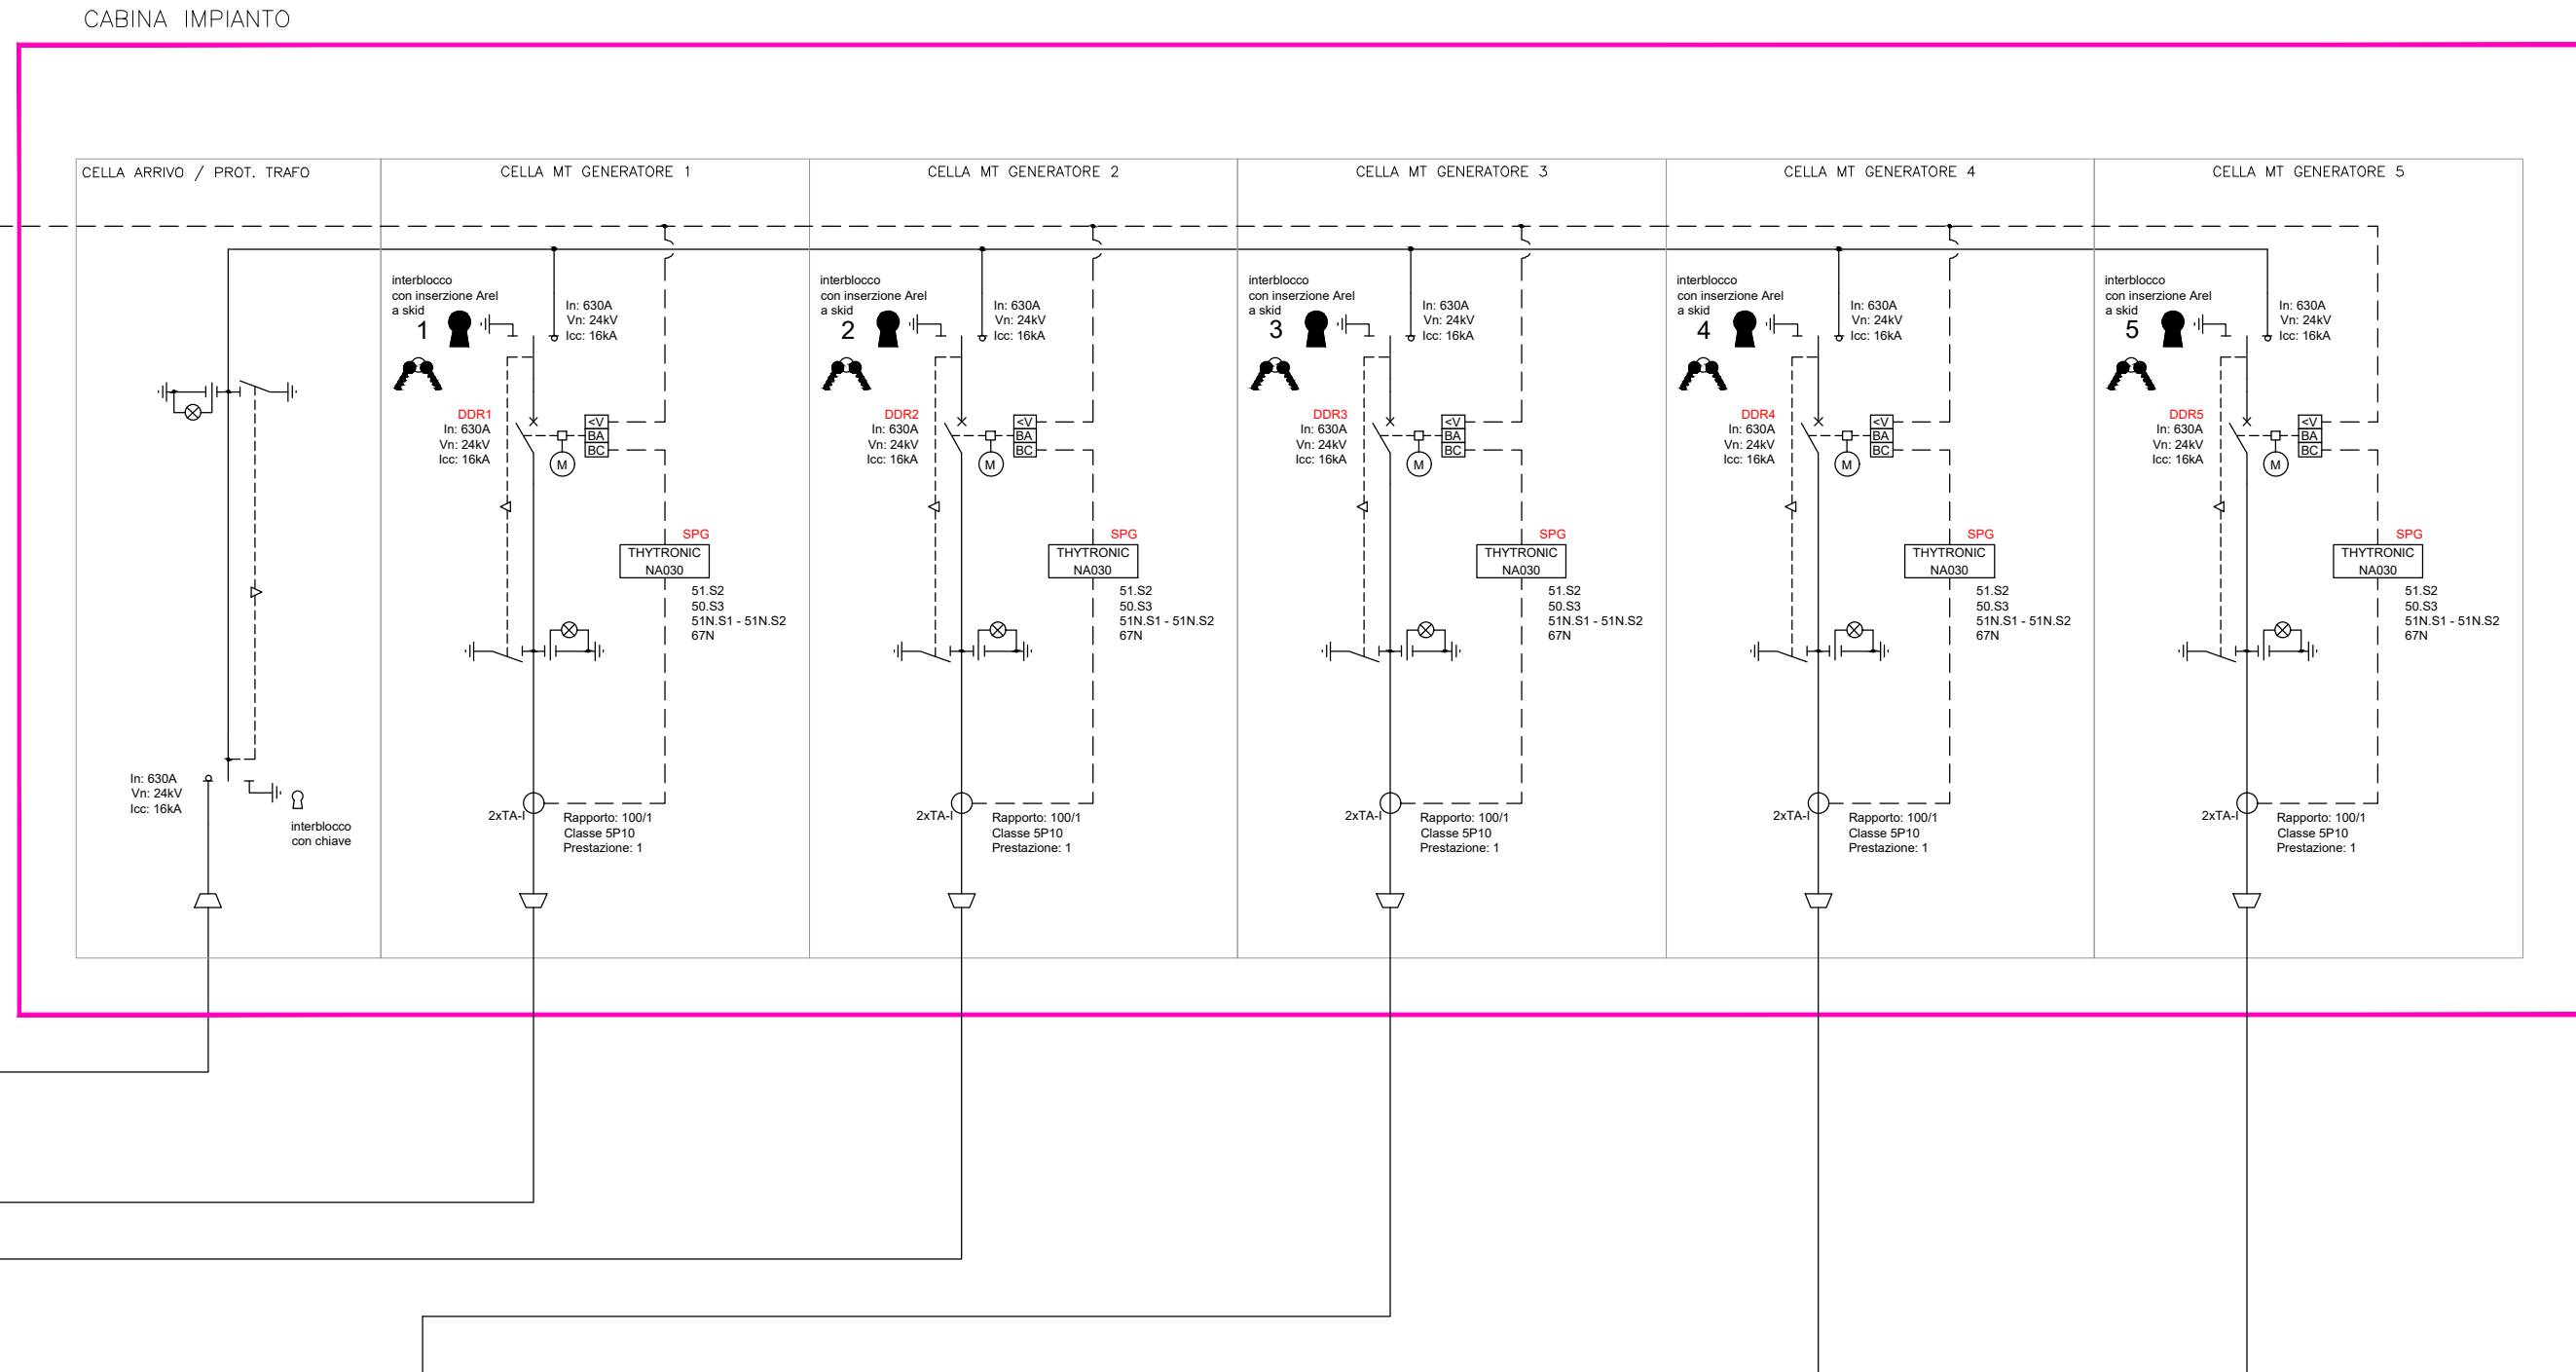 CABINA IMPIANTO
CELLA ARRIVO / PROT. TRAFO
In: 630A
Vn: 24kV
Icc: 16kA
interblocco
con chiave
CELLA MT GENERATORE 1
interblocco
con inserzione Arel
a skid
1
In: 630A
Vn: 24kV
Icc: 16kA
DDR1
In: 630A
Vn: 24kV
Icc: 16kA
<V
BA
BC
M
SPG
THYTRONIC
NA030
51.S2
50.S3
51N.S1 - 51N.S2
67N
2xTA-I
Rapporto: 100/1
Classe 5P10
Prestazione: 1
CELLA MT GENERATORE 2
interblocco
con inserzione Arel
a skid
2
In: 630A
Vn: 24kV
Icc: 16kA
DDR2
In: 630A
Vn: 24kV
Icc: 16kA
<V
BA
BC
M
SPG
THYTRONIC
NA030
51.S2
50.S3
51N.S1 - 51N.S2
67N
2xTA-I
Rapporto: 100/1
Classe 5P10
Prestazione: 1
CELLA MT GENERATORE 3
interblocco
con inserzione Arel
a skid
3
In: 630A
Vn: 24kV
Icc: 16kA
DDR3
In: 630A
Vn: 24kV
Icc: 16kA
<V
BA
BC
M
SPG
THYTRONIC
NA030
51.S2
50.S3
51N.S1 - 51N.S2
67N
2xTA-I
Rapporto: 100/1
Classe 5P10
Prestazione: 1
CELLA MT GENERATORE 4
interblocco
con inserzione Arel
a skid
4
In: 630A
Vn: 24kV
Icc: 16kA
DDR4
In: 630A
Vn: 24kV
Icc: 16kA
<V
BA
BC
M
SPG
THYTRONIC
NA030
51.S2
50.S3
51N.S1 - 51N.S2
67N
2xTA-I
Rapporto: 100/1
Classe 5P10
Prestazione: 1
CELLA MT GENERATORE 5
interblocco
con inserzione Arel
a skid
5
In: 630A
Vn: 24kV
Icc: 16kA
DDR5
In: 630A
Vn: 24kV
Icc: 16kA
<V
BA
BC
M
SPG
THYTRONIC
NA030
51.S2
50.S3
51N.S1 - 51N.S2
67N
2xTA-I
Rapporto: 100/1
Classe 5P10
Prestazione: 1